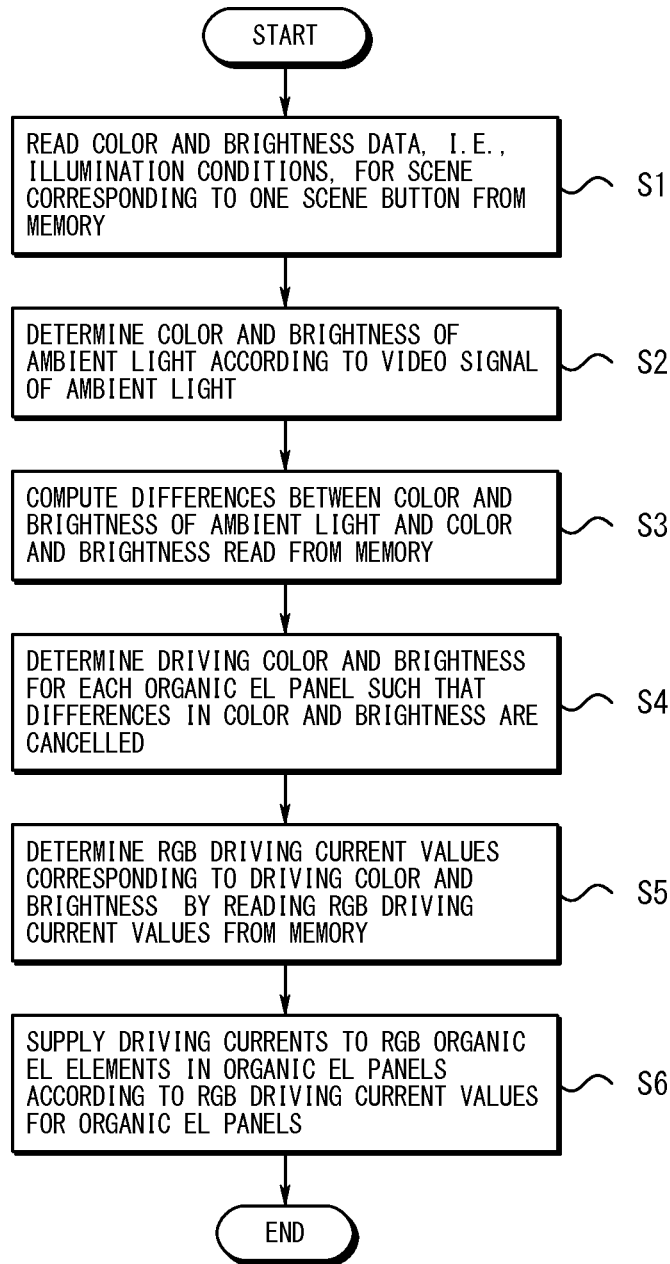 START
READ COLOR AND BRIGHTNESS DATA, I.E.,
ILLUMINATION CONDITIONS, FOR SCENE
CORRESPONDING TO ONE SCENE BUTTON FROM
MEMORY
S1
DETERMINE COLOR AND BRIGHTNESS OF
AMBIENT LIGHT ACCORDING TO VIDEO SIGNAL
OF AMBIENT LIGHT
S2
COMPUTE DIFFERENCES BETWEEN COLOR AND
BRIGHTNESS OF AMBIENT LIGHT AND COLOR
AND BRIGHTNESS READ FROM MEMORY
S3
DETERMINE DRIVING COLOR AND BRIGHTNESS
FOR EACH ORGANIC EL PANEL SUCH THAT
DIFFERENCES IN COLOR AND BRIGHTNESS ARE
CANCELLED
S4
DETERMINE RGB DRIVING CURRENT VALUES
CORRESPONDING TO DRIVING COLOR AND
BRIGHTNESS BY READING RGB DRIVING
CURRENT VALUES FROM MEMORY
S5
SUPPLY DRIVING CURRENTS TO RGB ORGANIC
EL ELEMENTS IN ORGANIC EL PANELS
ACCORDING TO RGB DRIVING CURRENT VALUES
FOR ORGANIC EL PANELS
S6
END